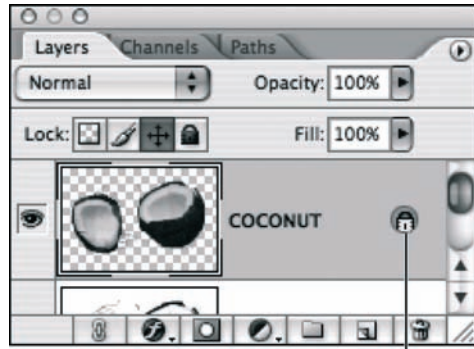 Layers Channels Paths
Normal Opacity: 100%
Lock: Fill: 100%
COCONUT